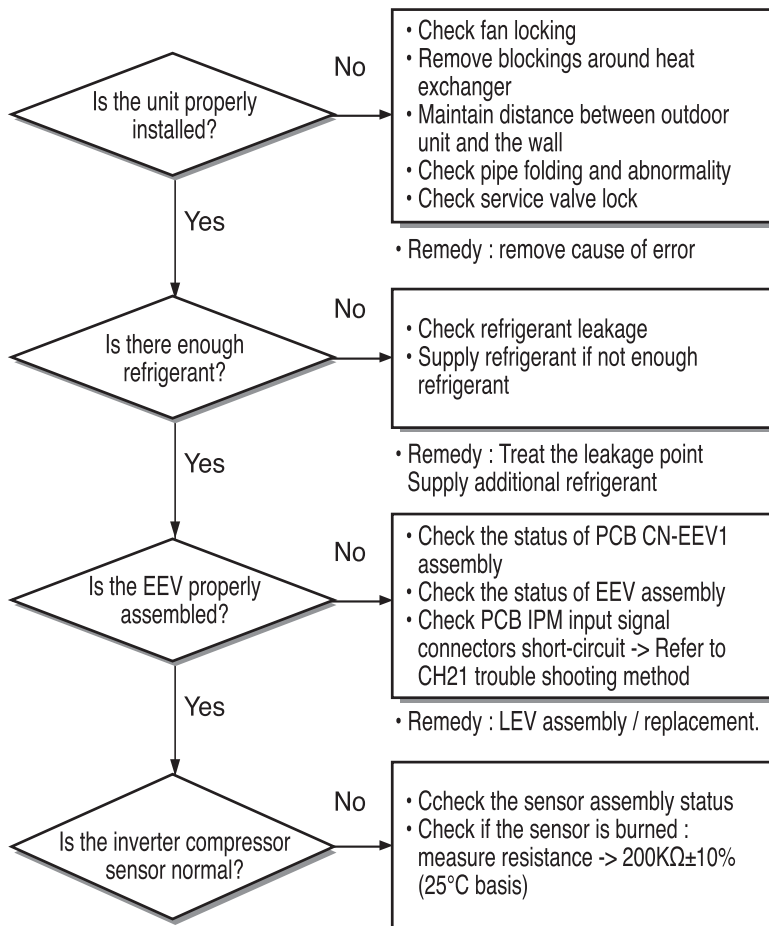 Is the unit properly
installed?
No
• Check fan locking
• Remove blockings around heat
exchanger
• Maintain distance between outdoor
unit and the wall
• Check pipe folding and abnormality
• Check service valve lock
• Remedy : remove cause of error
Yes
Is there enough
refrigerant?
No
• Check refrigerant leakage
• Supply refrigerant if not enough
refrigerant
• Remedy : Treat the leakage point
Supply additional refrigerant
Yes
Is the EEV properly
assembled?
No
• Check the status of PCB CN-EEV1
assembly
• Check the status of EEV assembly
• Check PCB IPM input signal
connectors short-circuit -> Refer to
CH21 trouble shooting method
• Remedy : LEV assembly / replacement.
Yes
Is the inverter compressor
sensor normal?
No
• Ccheck the sensor assembly status
• Check if the sensor is burned :
measure resistance -> 200KΩ±10%
(25°C basis)